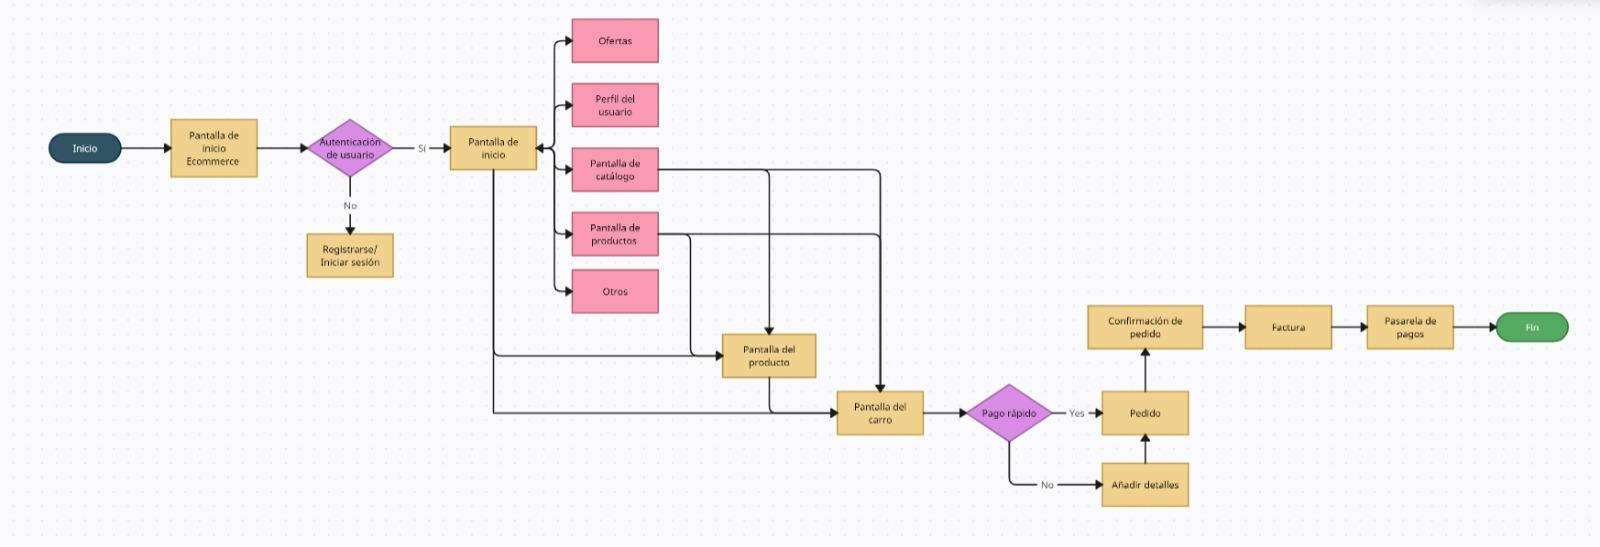 Ofertas
Perfil del
usuario
Inicio
Pantalla de
inicio
Ecommerce
Autenticación
de usuario
Sí
Pantalla de
inicio
Pantalla de
catálogo
No
Registrarse/
Iniciar sesión
Pantalla de
productos
Otros
Pantalla del
producto
Pantalla del
carro
Pago rápido
Yes
Pedido
No
Añadir detalles
Confirmación de
pedido
Factura
Pasarela de
pagos
Fin